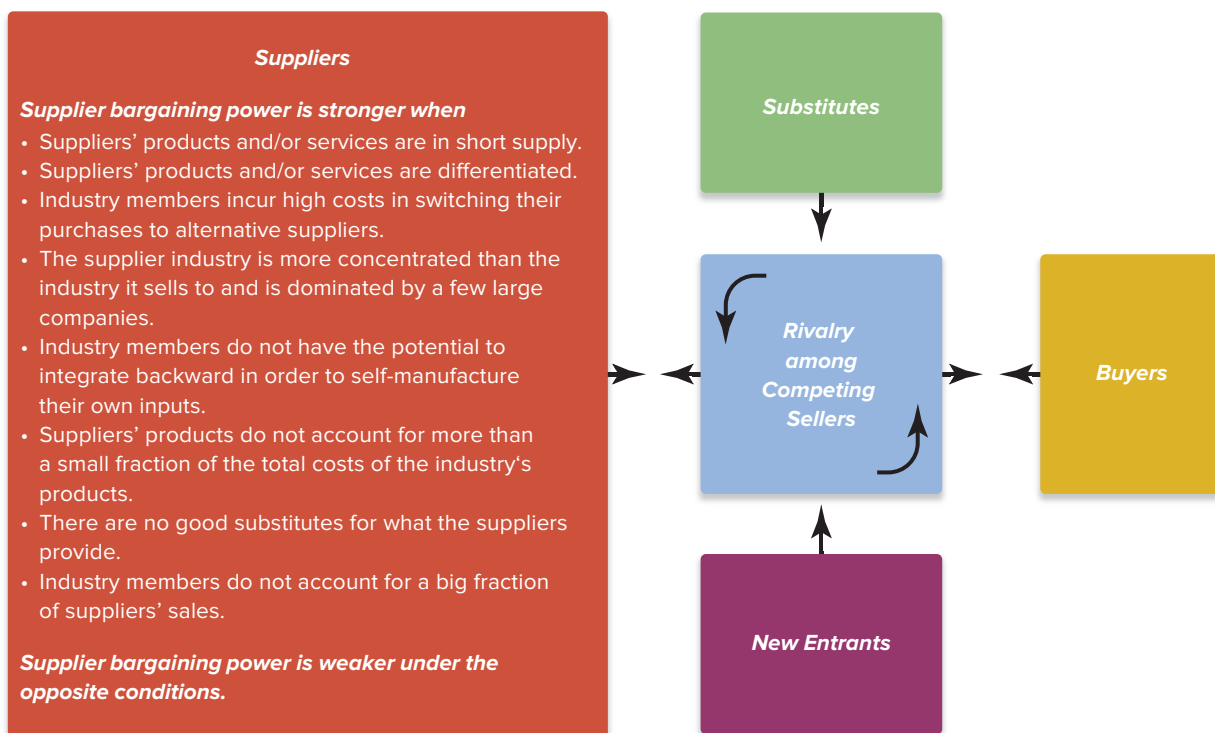 Suppliers
Supplier bargaining power is stronger when
• Suppliers’ products and/or services are in short supply.
• Suppliers’ products and/or services are differentiated.
• Industry members incur high costs in switching their
purchases to alternative suppliers.
• The supplier industry is more concentrated than the
industry it sells to and is dominated by a few large
companies.
• Industry members do not have the potential to
integrate backward in order to self-manufacture
their own inputs.
• Suppliers’ products do not account for more than
a small fraction of the total costs of the industry‘s
products.
• There are no good substitutes for what the suppliers
provide.
• Industry members do not account for a big fraction
of suppliers’ sales.
Supplier bargaining power is weaker under the
opposite conditions.
Substitutes
Rivalry
among
Competing
Sellers
Buyers
New Entrants